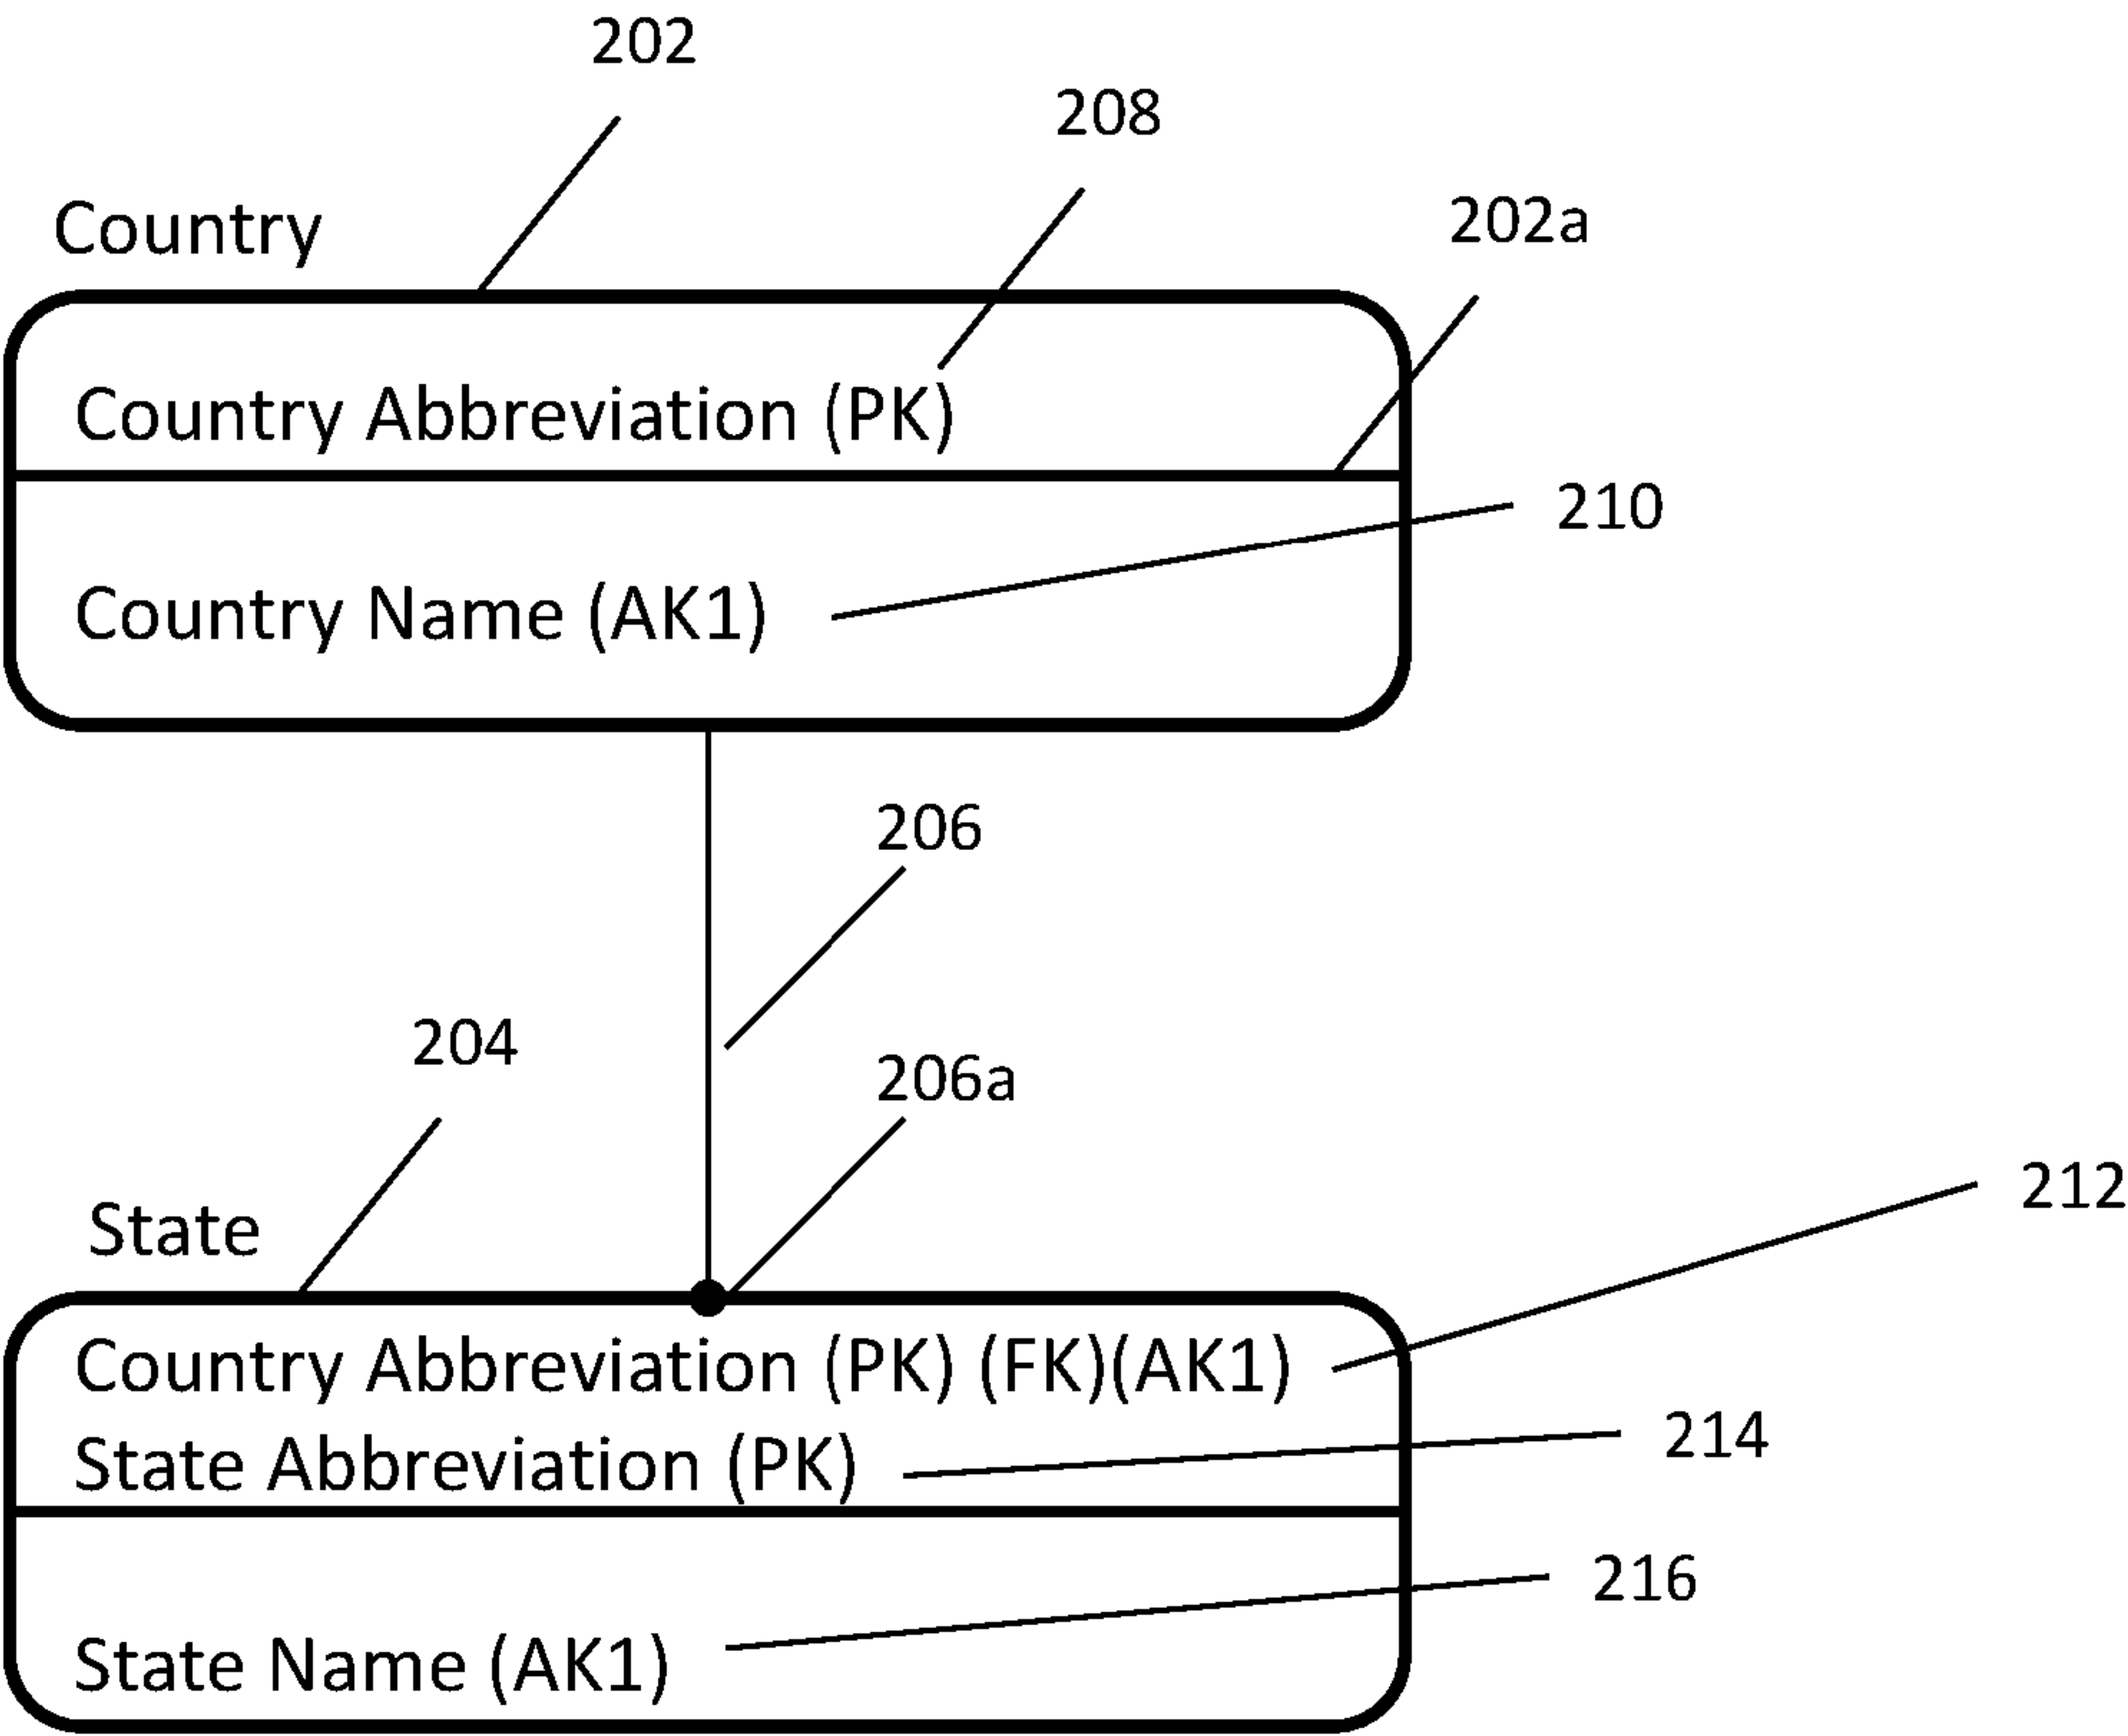 202
208
202a
Country
Country Abbreviation (PK)
210
Country Name (AK1)
206
204
206a
212
State
Country Abbreviation (PK) (FK)(AK1)
214
State Abbreviation (PK)
216
State Name (AK1)